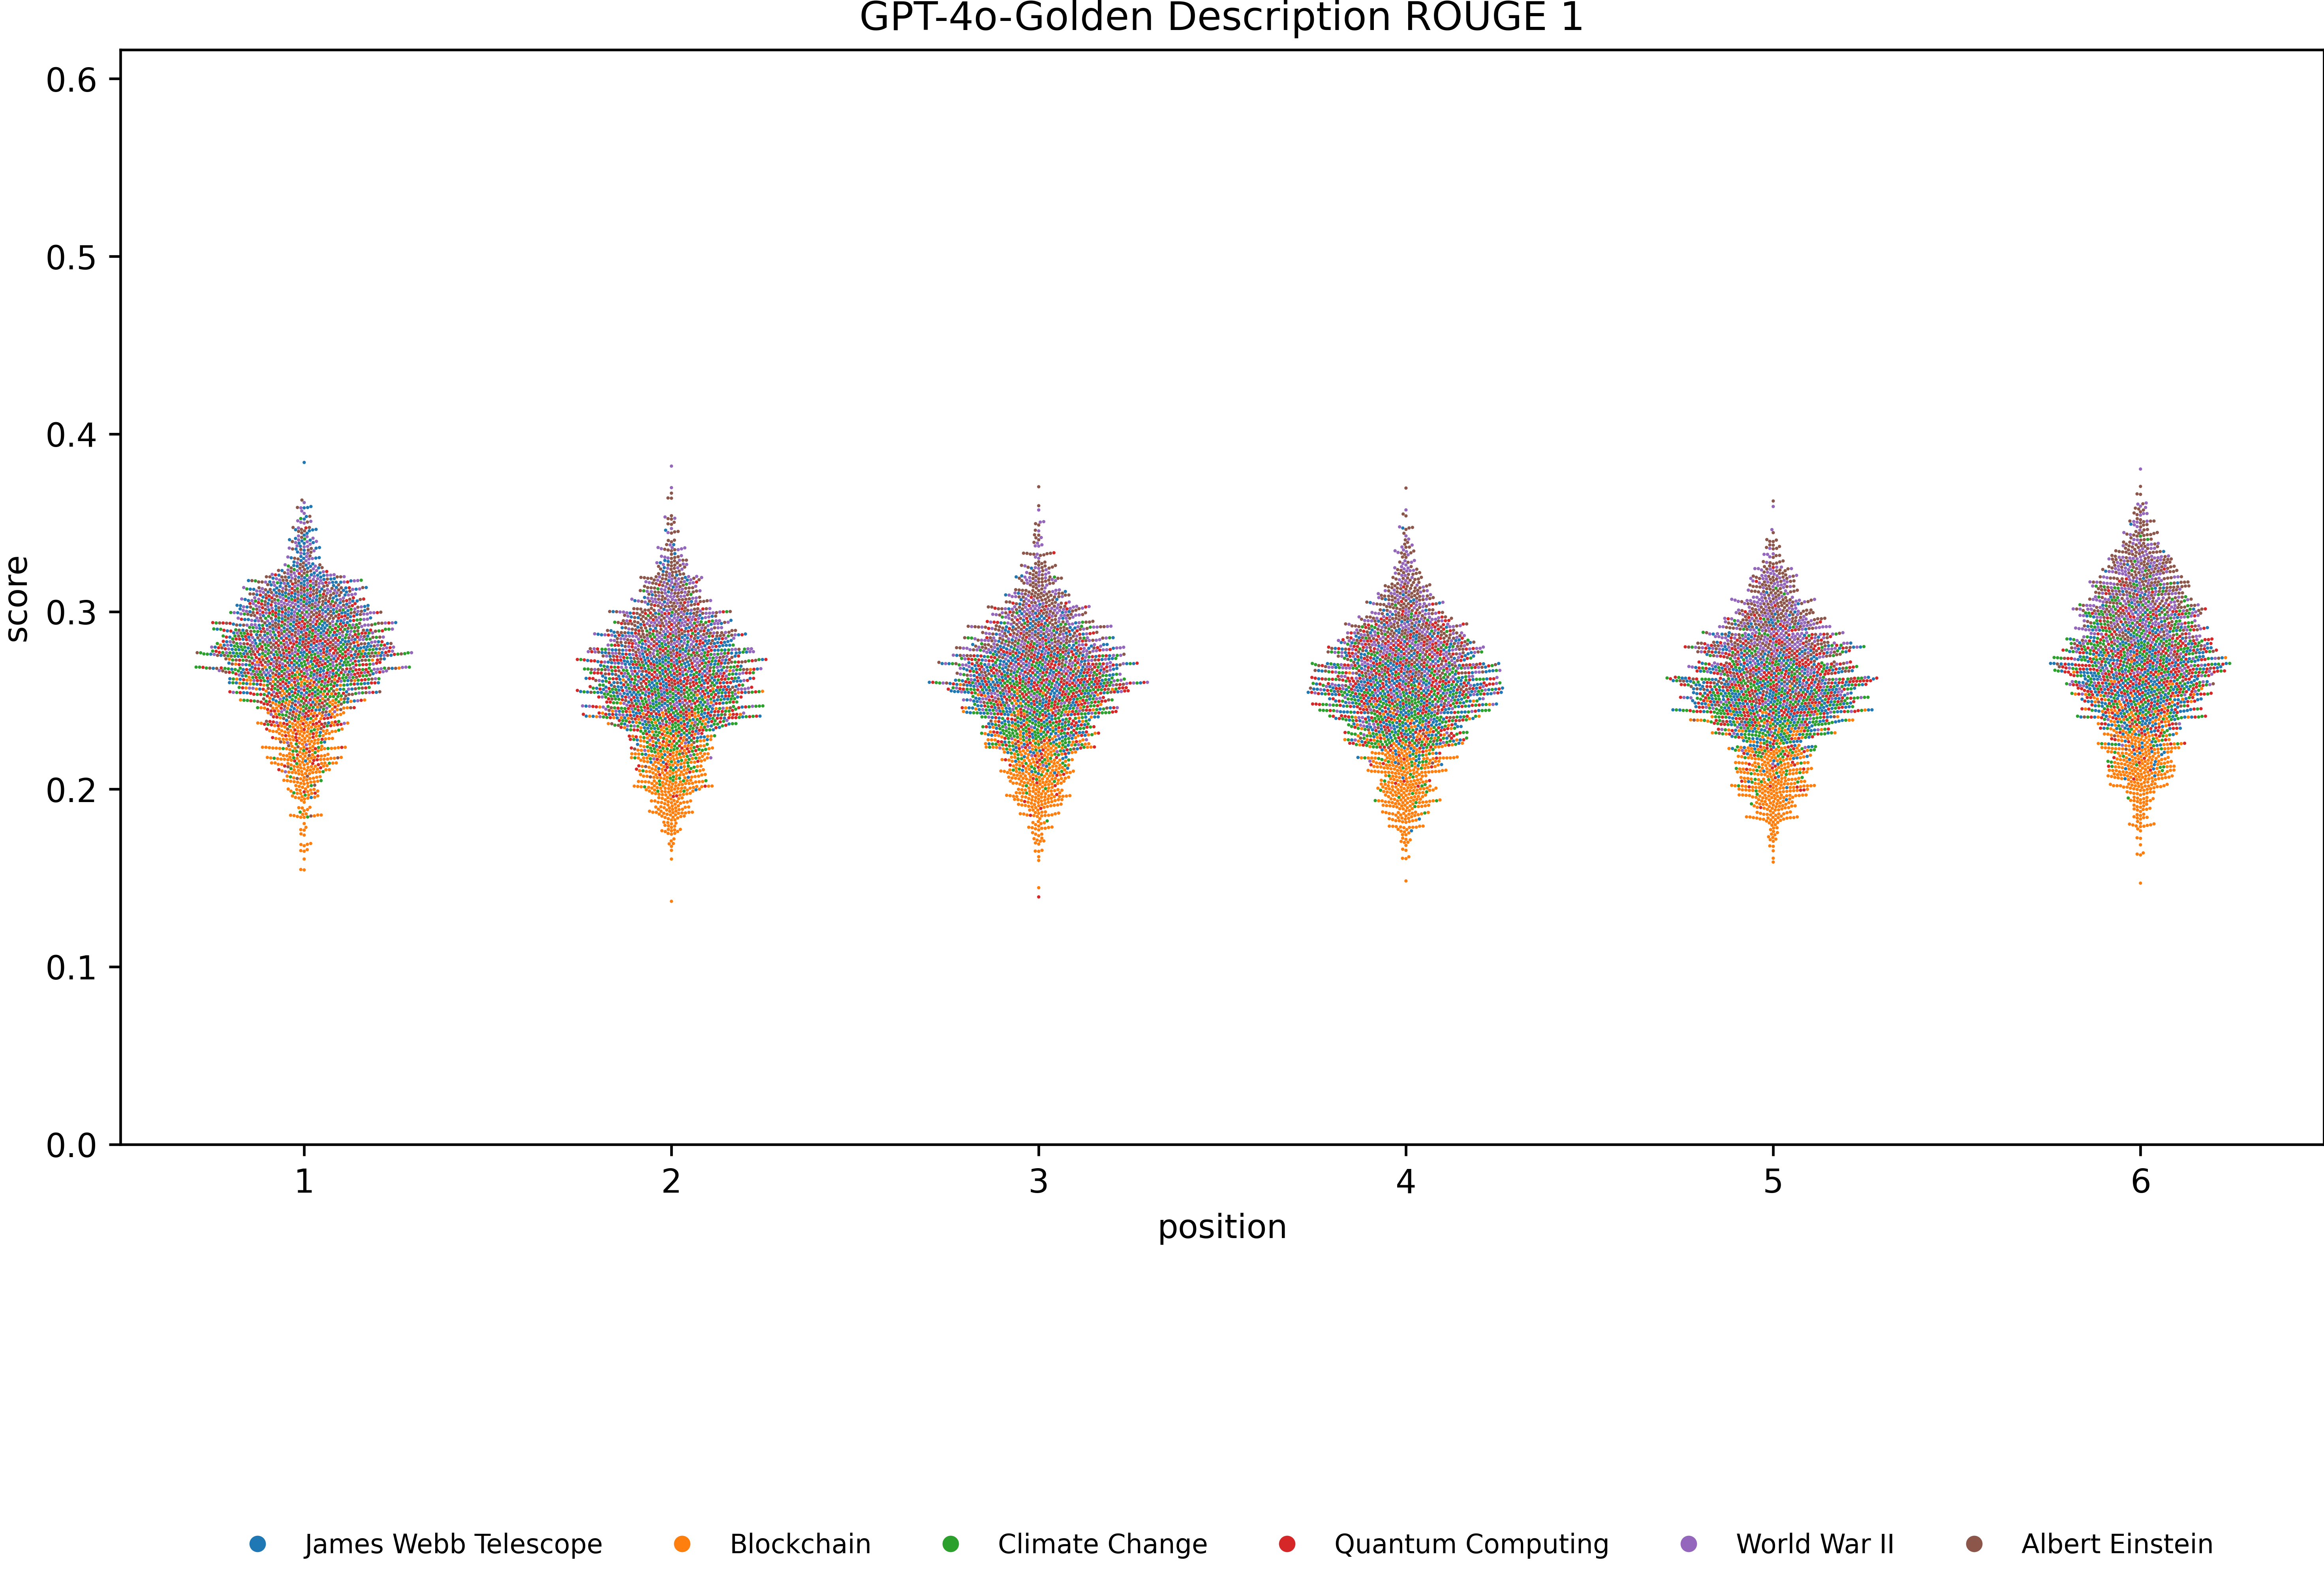 GPT-4o-Golden Description ROUGE 1
0.6
0.5
0.4
0.3
0.2
0.1
0.0
score
1 2 3 4 5 6
position
James Webb Telescope Blockchain Climate Change Quantum Computing World War II Albert Einstein